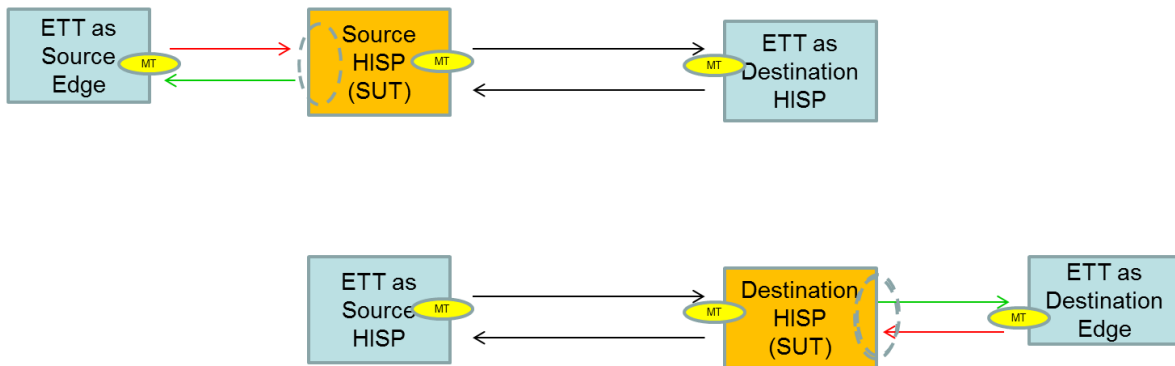 ETT as
Source
Edge
MT
Source
HISP
(SUT)
MT
MT
ETT as
Destination
HISP
ETT as
Source
HISP
MT
MT
Destination
HISP
(SUT)
MT
ETT as
Destination
Edge